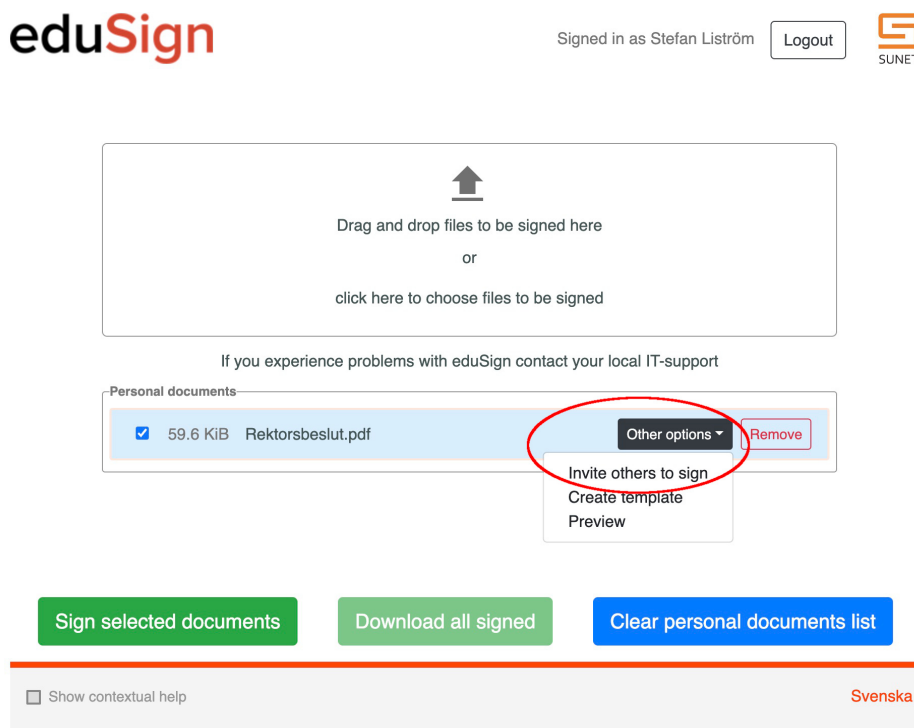 eduSign
Signed in as Stefan Liström
Logout
SUNET
Drag and drop files to be signed here
or
click here to choose files to be signed
If you experience problems with eduSign contact your local IT-support
Personal documents
59.6 KiB Rektorsbeslut.pdf Other options Remove
Invite others to sign
Create template
Preview
Sign selected documents Download all signed Clear personal documents list
Show contextual help Svenska